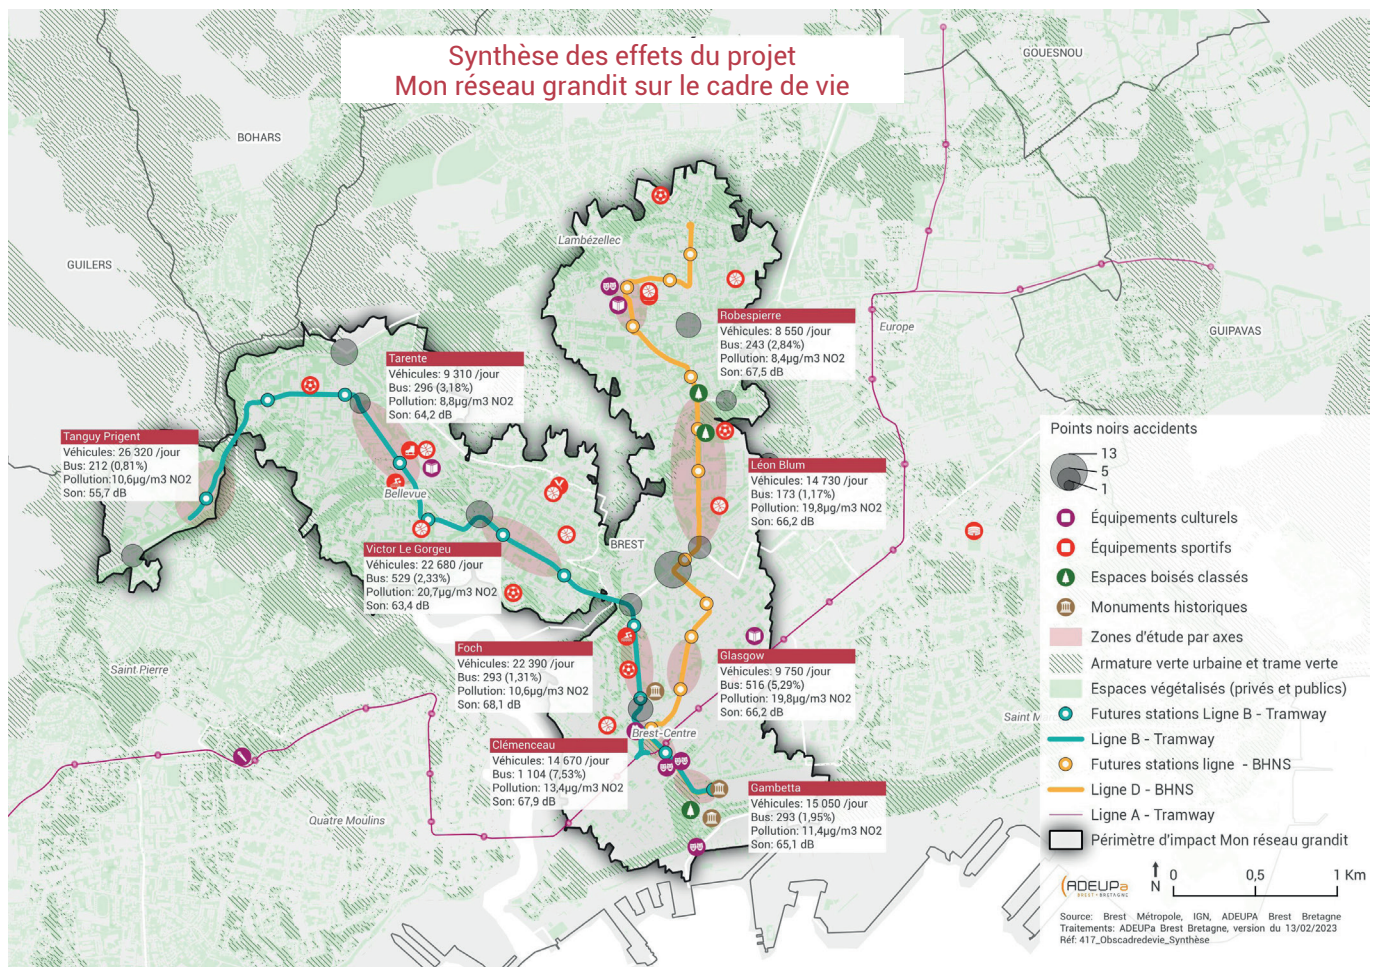 Synthèse des effets du projet
Mon réseau grandit sur le cadre de vie
GOUESNOU
BOHARS
GUILERS
Lambézellec
Europe
GUIPAVAS
Robespierre
Véhicules: 8 550 /jour
Bus: 243 (2,84%)
Pollution: 8,4µg/m3 NO2
Son: 67,5 dB
Tarente
Véhicules: 9 310 /jour
Bus: 296 (3,18%)
Pollution: 8,8µg/m3 NO2
Son: 64,2 dB
Tanguy Prigent
Véhicules: 26 320 /jour
Bus: 212 (0,81%)
Pollution:10,6µg/m3 NO2
Son: 55,7 dB
Bellevue
Léon Blum
Véhicules: 14 730 /jour
Bus: 173 (1,17%)
Pollution: 19,8µg/m3 NO2
Son: 66,2 dB
BREST
Victor Le Gorgeu
Véhicules: 22 680 /jour
Bus: 529 (2,33%)
Pollution: 20,7µg/m3 NO2
Son: 63,4 dB
Foch
Véhicules: 22 390 /jour
Bus: 293 (1,31%)
Pollution: 10,6µg/m3 NO2
Son: 68,1 dB
Glasgow
Véhicules: 9 750 /jour
Bus: 516 (5,29%)
Pollution: 19,8µg/m3 NO2
Son: 66,2 dB
Saint Pierre
Saint M
Brest-Centre
Clémenceau
Véhicules: 14 670 /jour
Bus: 1 104 (7,53%)
Pollution: 13,4µg/m3 NO2
Son: 67,9 dB
Gambetta
Véhicules: 15 050 /jour
Bus: 293 (1,95%)
Pollution: 11,4µg/m3 NO2
Son: 65,1 dB
Quatre Moulins
Points noirs accidents
13
5
1
Équipements culturels
Équipements sportifs
Espaces boisés classés
Monuments historiques
Zones d'étude par axes
Armature verte urbaine et trame verte
Espaces végétalisés (privés et publics)
Futures stations Ligne B - Tramway
Ligne B - Tramway
Futures stations ligne - BHNS
Ligne D - BHNS
Ligne A - Tramway
Périmètre d'impact Mon réseau grandit
ADEUPa
BREST • BRETAGNE
N
0 0,5 1 Km
Source: Brest Métropole, IGN, ADEUPA Brest Bretagne
Traitements: ADEUPa Brest Bretagne, version du 13/02/2023
Réf: 417_Obscadredevie_Synthèse